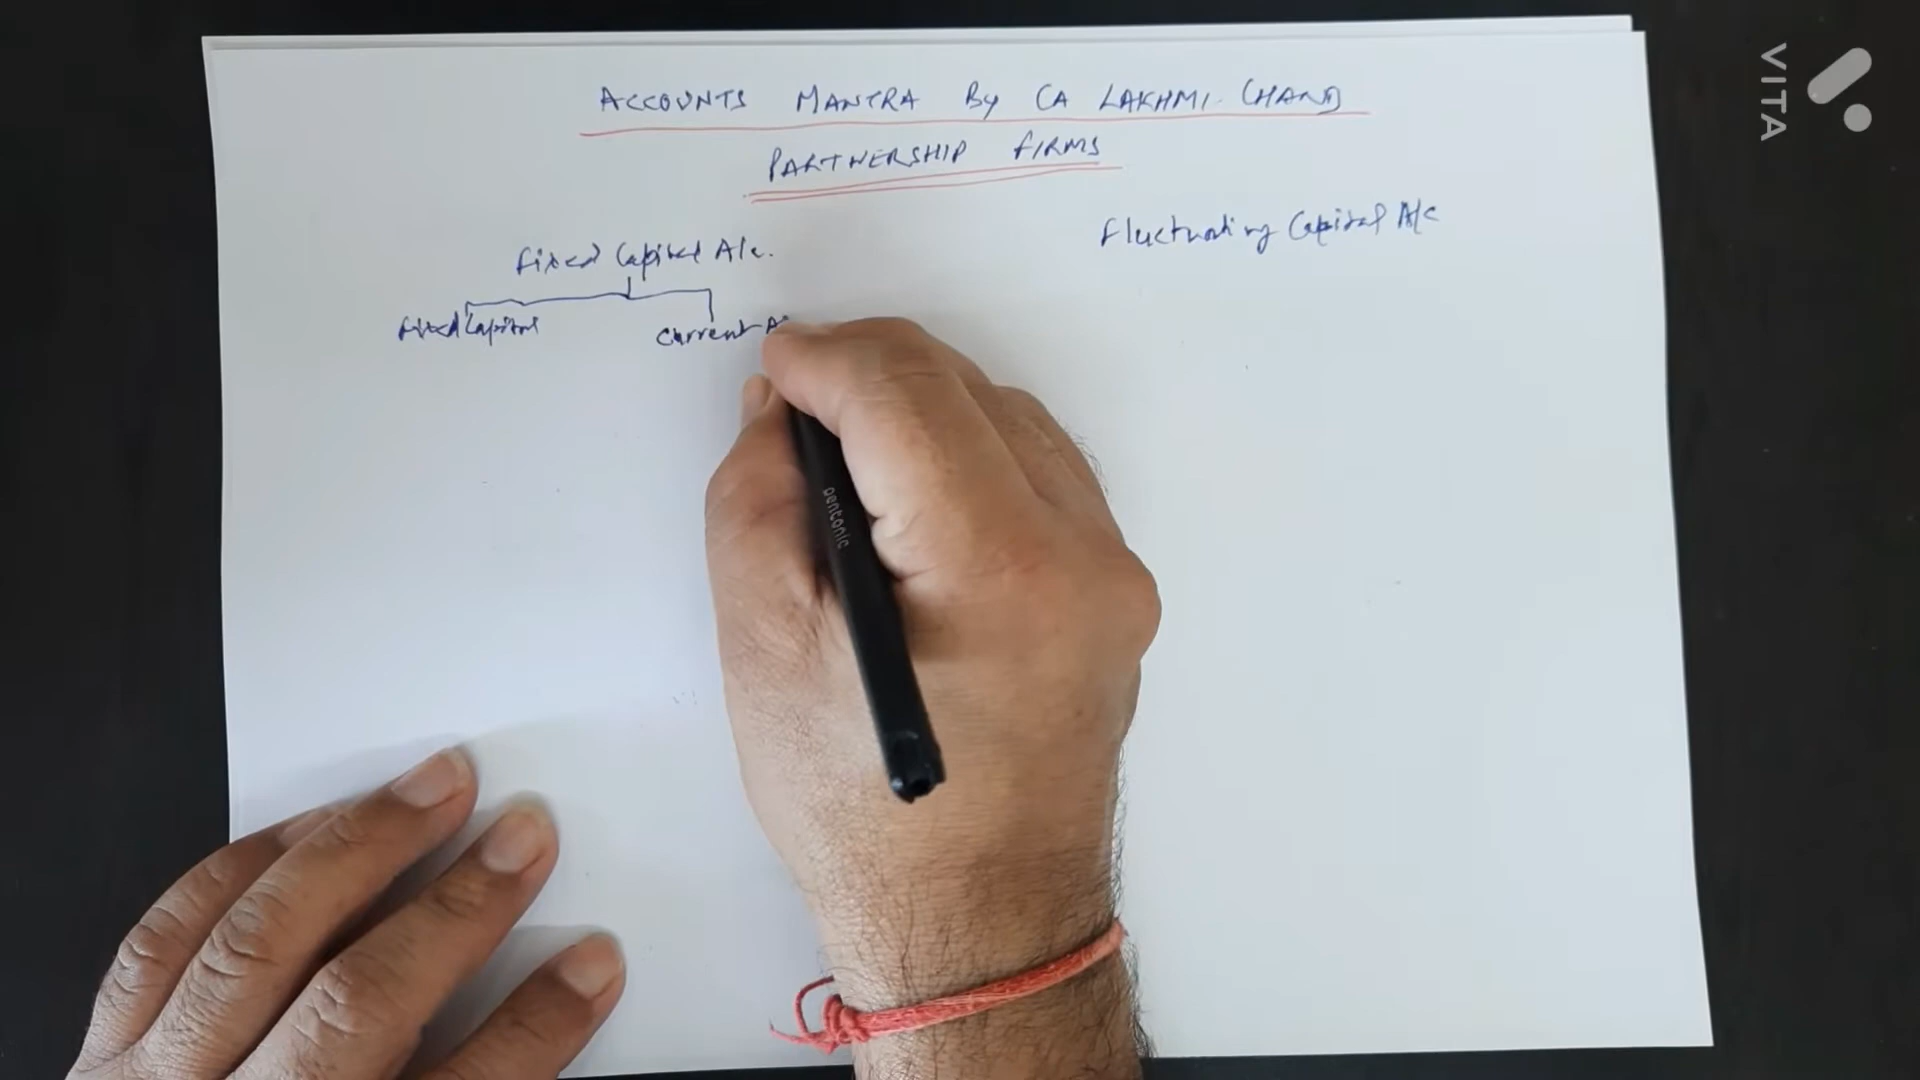 ACCOUNTS MANTRA By CA LAKHMI CHAND
PARTNERSHIP FIRMS
Fluctuating Capital A/c
Fixed Capital A/c.
Fixed Capital
Current A
pentonic
VITA